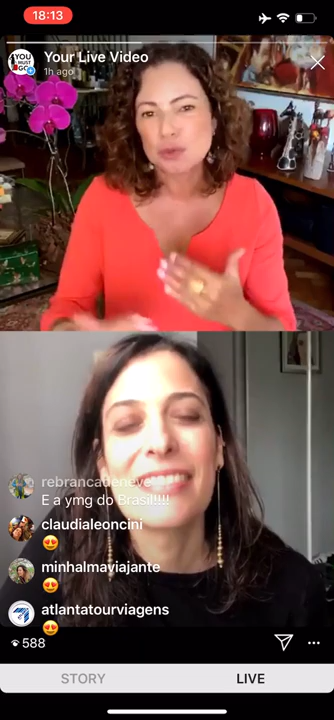 18:13
YOU
MUST
GO
Your Live Video
1h ago
rebrancadeneve
E a ymg do Brasil!!!!
claudialeoncini
😍
minhalmaviajante
😍
atlantatourviagens
😍
588
STORY
LIVE